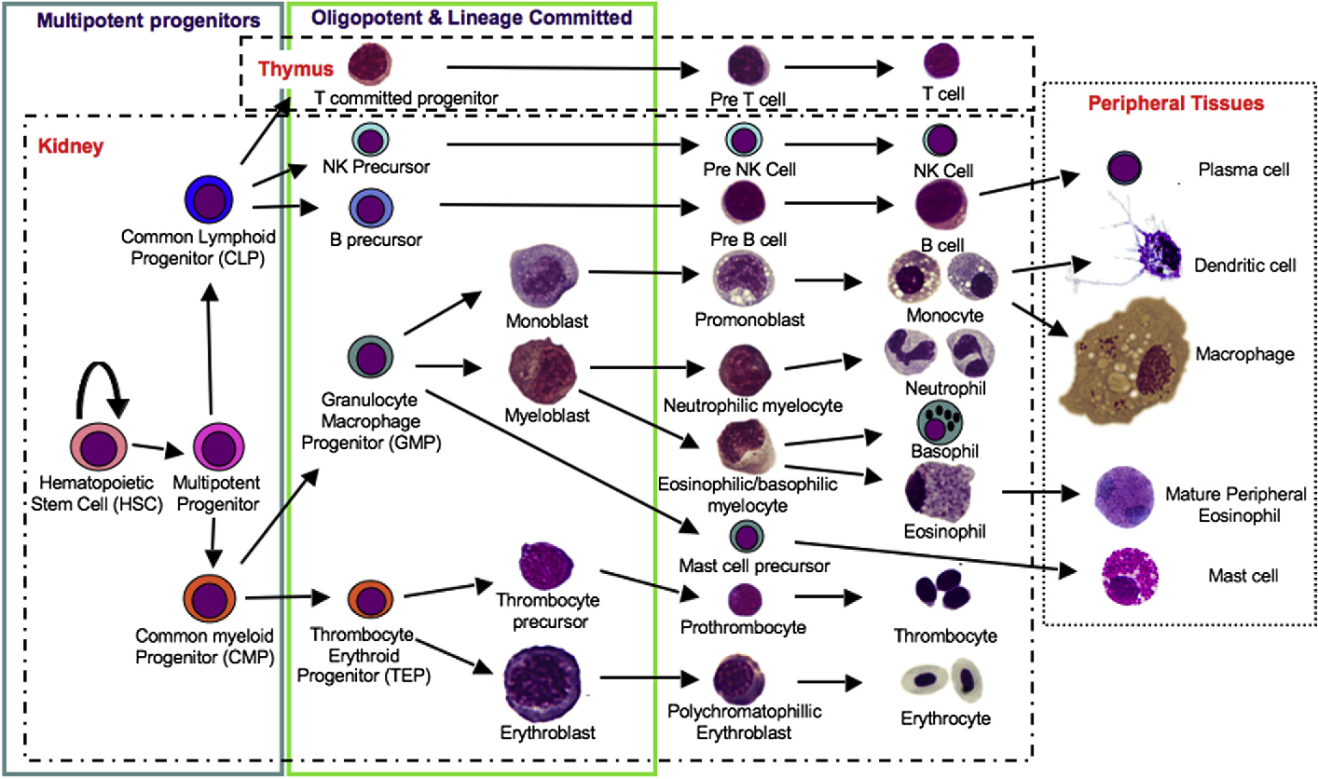 Multipotent progenitors
Oligopotent & Lineage Committed
Thymus
T committed progenitor
Pre T cell
T cell
Peripheral Tissues
Kidney
NK Precursor
Pre NK Cell
NK Cell
Plasma cell
Common Lymphoid
Progenitor (CLP)
B precursor
Pre B cell
B cell
Dendritic cell
Monoblast
Promonoblast
Monocyte
Macrophage
Granulocyte
Macrophage
Progenitor (GMP)
Myeloblast
Neutrophilic myelocyte
Neutrophil
Hematopoietic
Stem Cell (HSC)
Multipotent
Progenitor
Eosinophilic/basophilic
myelocyte
Basophil
Eosinophil
Mature Peripheral
Eosinophil
Mast cell precursor
Mast cell
Common myeloid
Progenitor (CMP)
Thrombocyte
Erythroid
Progenitor (TEP)
Thrombocyte
precursor
Prothrombocyte
Thrombocyte
Erythroblast
Polychromatophillic
Erythroblast
Erythrocyte